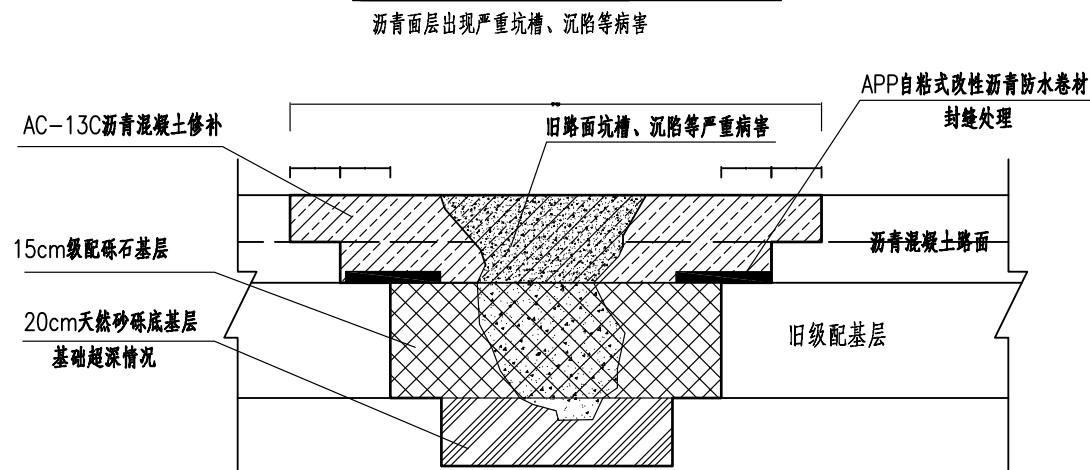 沥青面层出现严重坑槽、沉陷等病害
APP自粘式改性沥青防水卷材
封缝处理
AC-13C沥青混凝土修补
旧路面坑槽、沉陷等严重病害
15cm级配砾石基层
沥青混凝土路面
20cm天然砂砾底基层
基础超深情况
旧级配基层